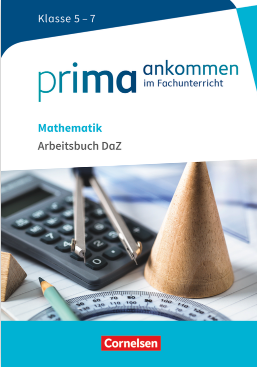 Klasse 5 – 7
prima ankommen
im Fachunterricht
Mathematik
Arbeitsbuch DaZ
Cornelsen